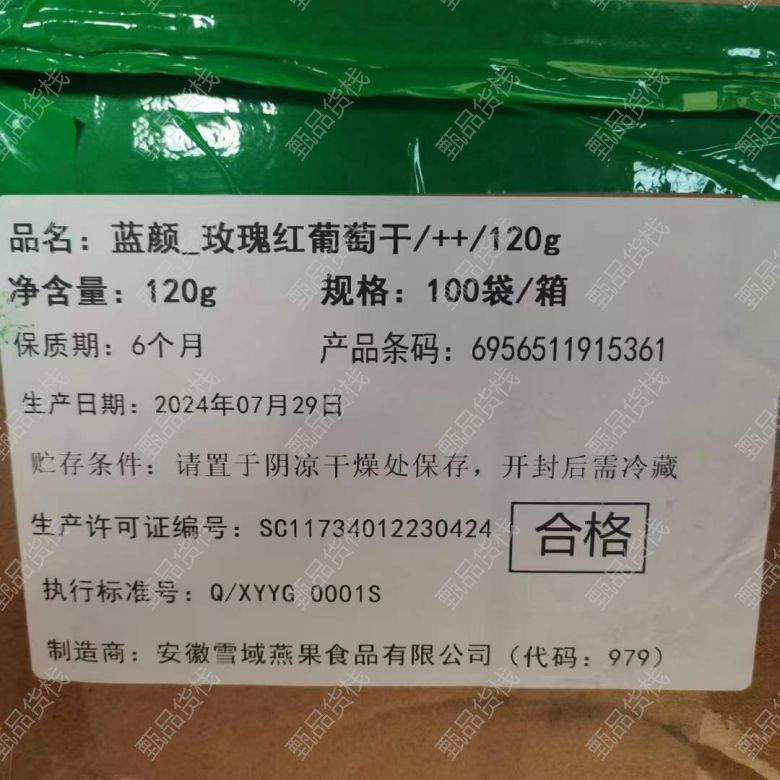 品名：蓝颜_玫瑰红葡萄干/++/120g
净含量：120g 规格：100袋/箱
保质期：6个月 产品条码：6956511915361
生产日期：2024年07月29日
贮存条件：请置于阴凉干燥处保存，开封后需冷藏
生产许可证编号：SC11734012230424 合格
执行标准号：Q/XYYG 0001S
制造商：安徽雪域燕果食品有限公司（代码：979）
甄品货栈